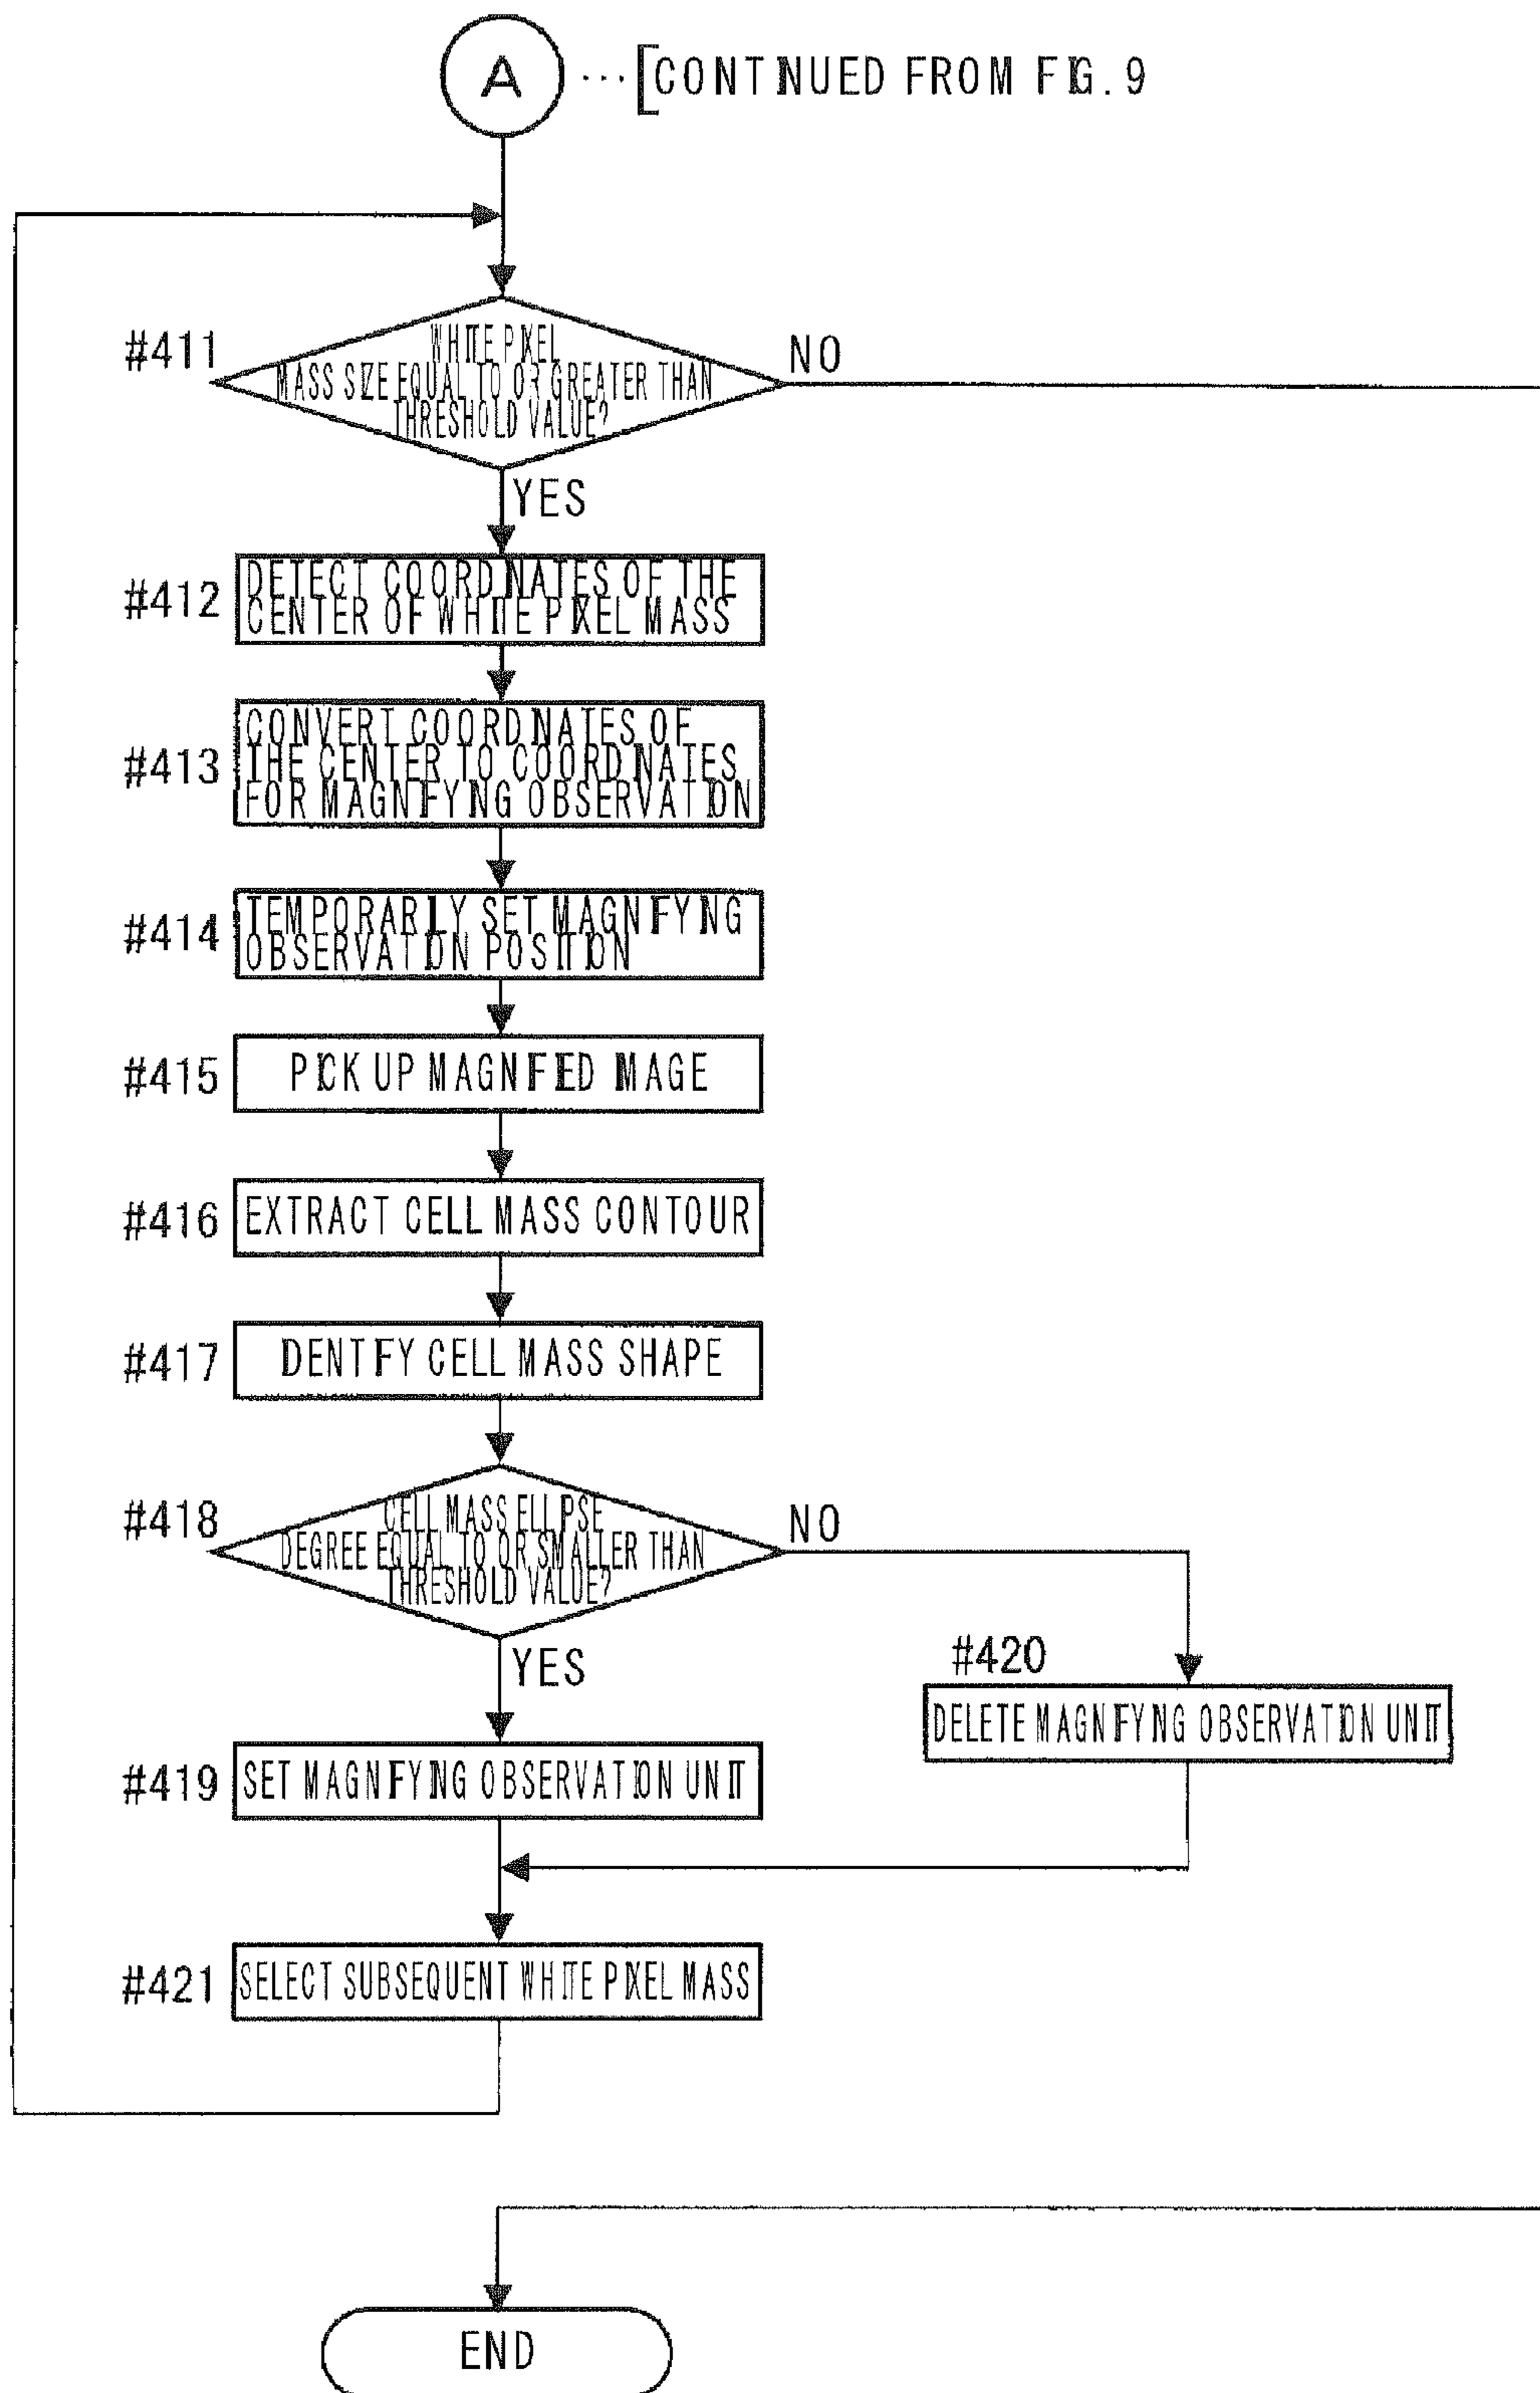 A ... [CONTINUED FROM FIG. 9
#411
WHITE PIXEL
MASS SIZE EQUAL TO OR GREATER THAN
THRESHOLD VALUE?
NO
YES
#412
DETECT COORDINATES OF THE
CENTER OF WHITE PIXEL MASS
#413
CONVERT COORDINATES OF
THE CENTER TO COORDINATES
FOR MAGNIFYING OBSERVATION
#414
TEMPORARILY SET MAGNIFYING
OBSERVATION POSITION
#415
PICK UP MAGNIFIED IMAGE
#416
EXTRACT CELL MASS CONTOUR
#417
IDENTIFY CELL MASS SHAPE
#418
CELL MASS ELLIPSE
DEGREE EQUAL TO OR SMALLER THAN
THRESHOLD VALUE?
NO
YES
#420
DELETE MAGNIFYING OBSERVATION UNIT
#419
SET MAGNIFYING OBSERVATION UNIT
#421
SELECT SUBSEQUENT WHITE PIXEL MASS
END